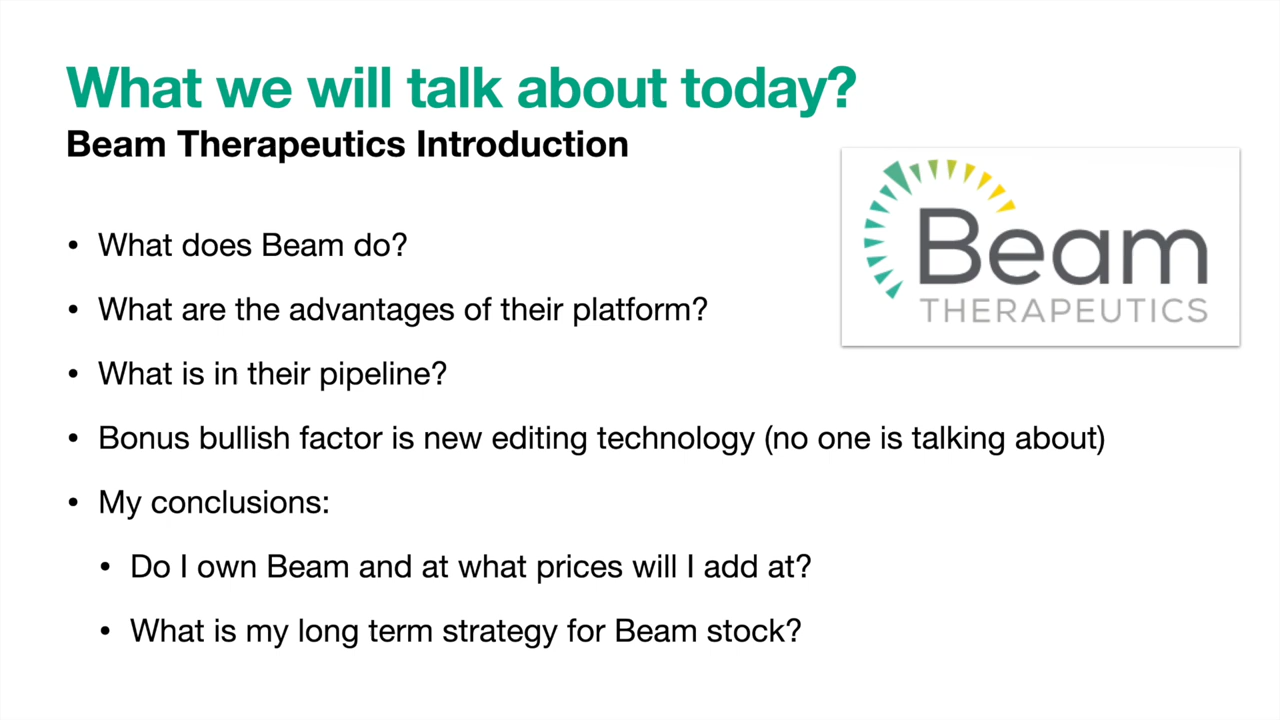 What we will talk about today?
Beam Therapeutics Introduction
Beam
THERAPEUTICS
• What does Beam do?
• What are the advantages of their platform?
• What is in their pipeline?
• Bonus bullish factor is new editing technology (no one is talking about)
• My conclusions:
• Do I own Beam and at what prices will I add at?
• What is my long term strategy for Beam stock?